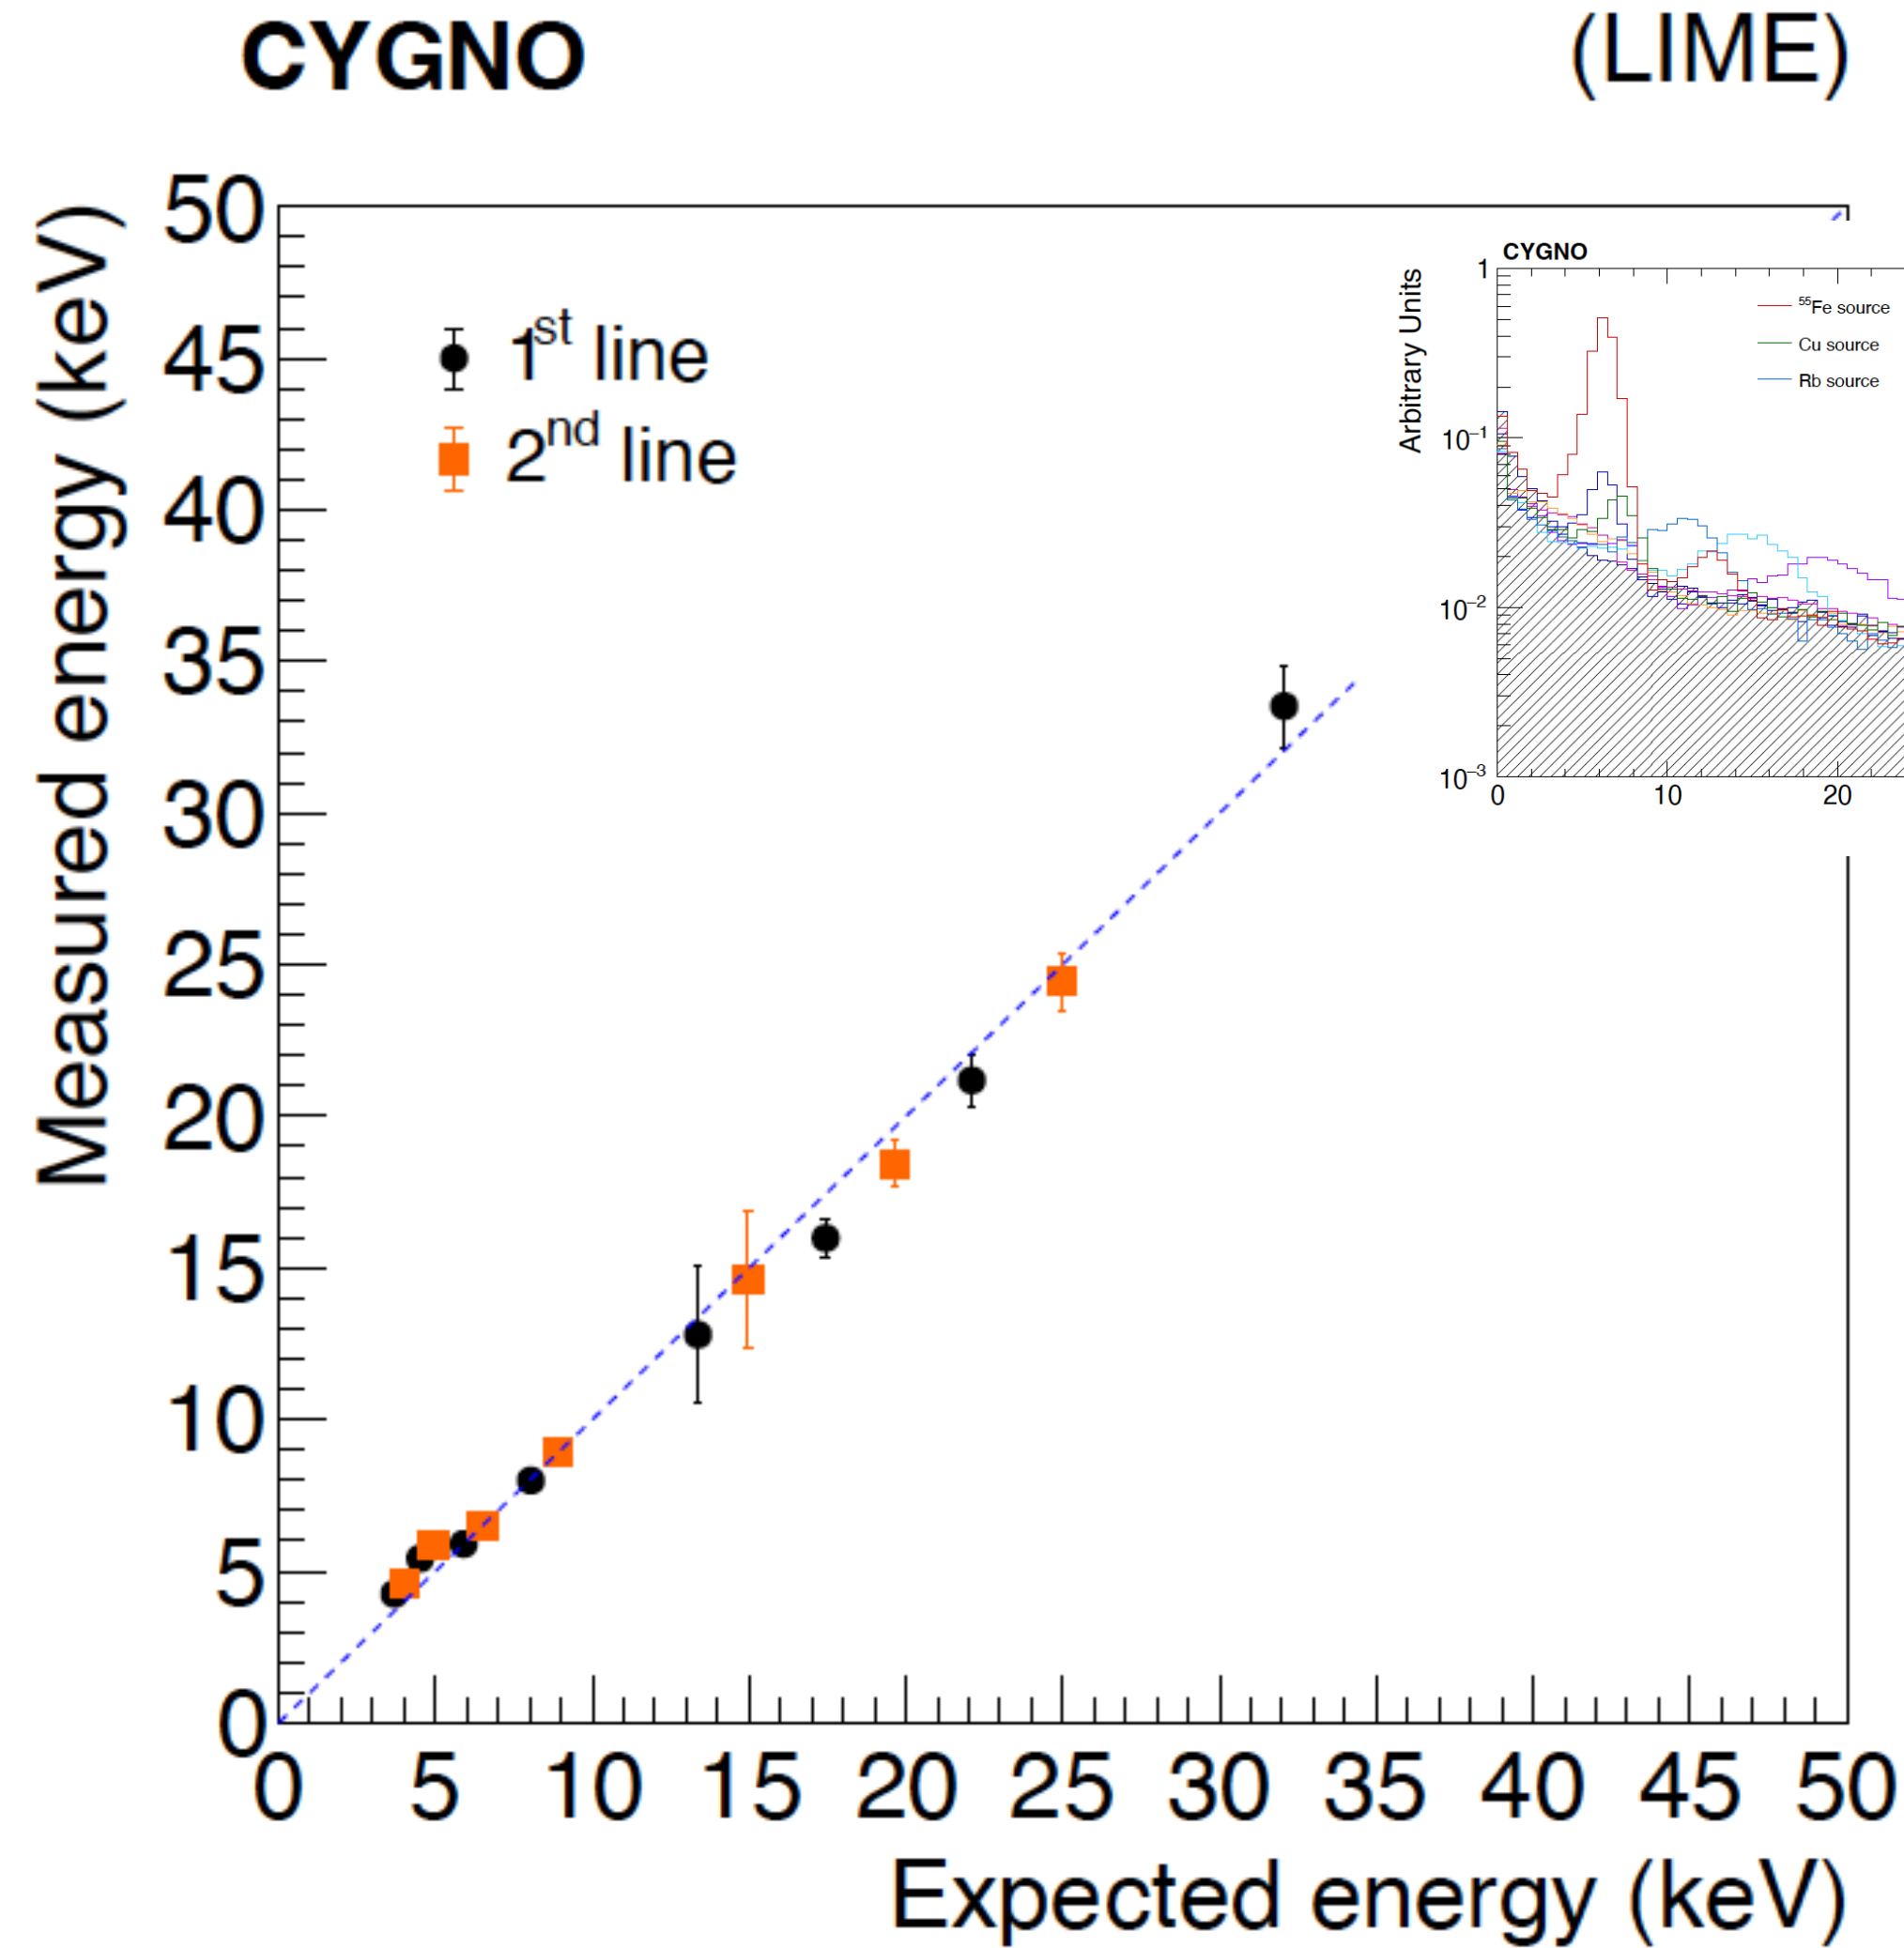 CYGNO (LIME)
Measured energy (keV)
50
45
40
35
30
25
20
15
10
5
0
1st line
2nd line
0 5 10 15 20 25 30 35 40 45 50
Expected energy (keV)
CYGNO
Arbitrary Units
1
10−1
10−2
10−3
55Fe source
Cu source
Rb source
0 10 20